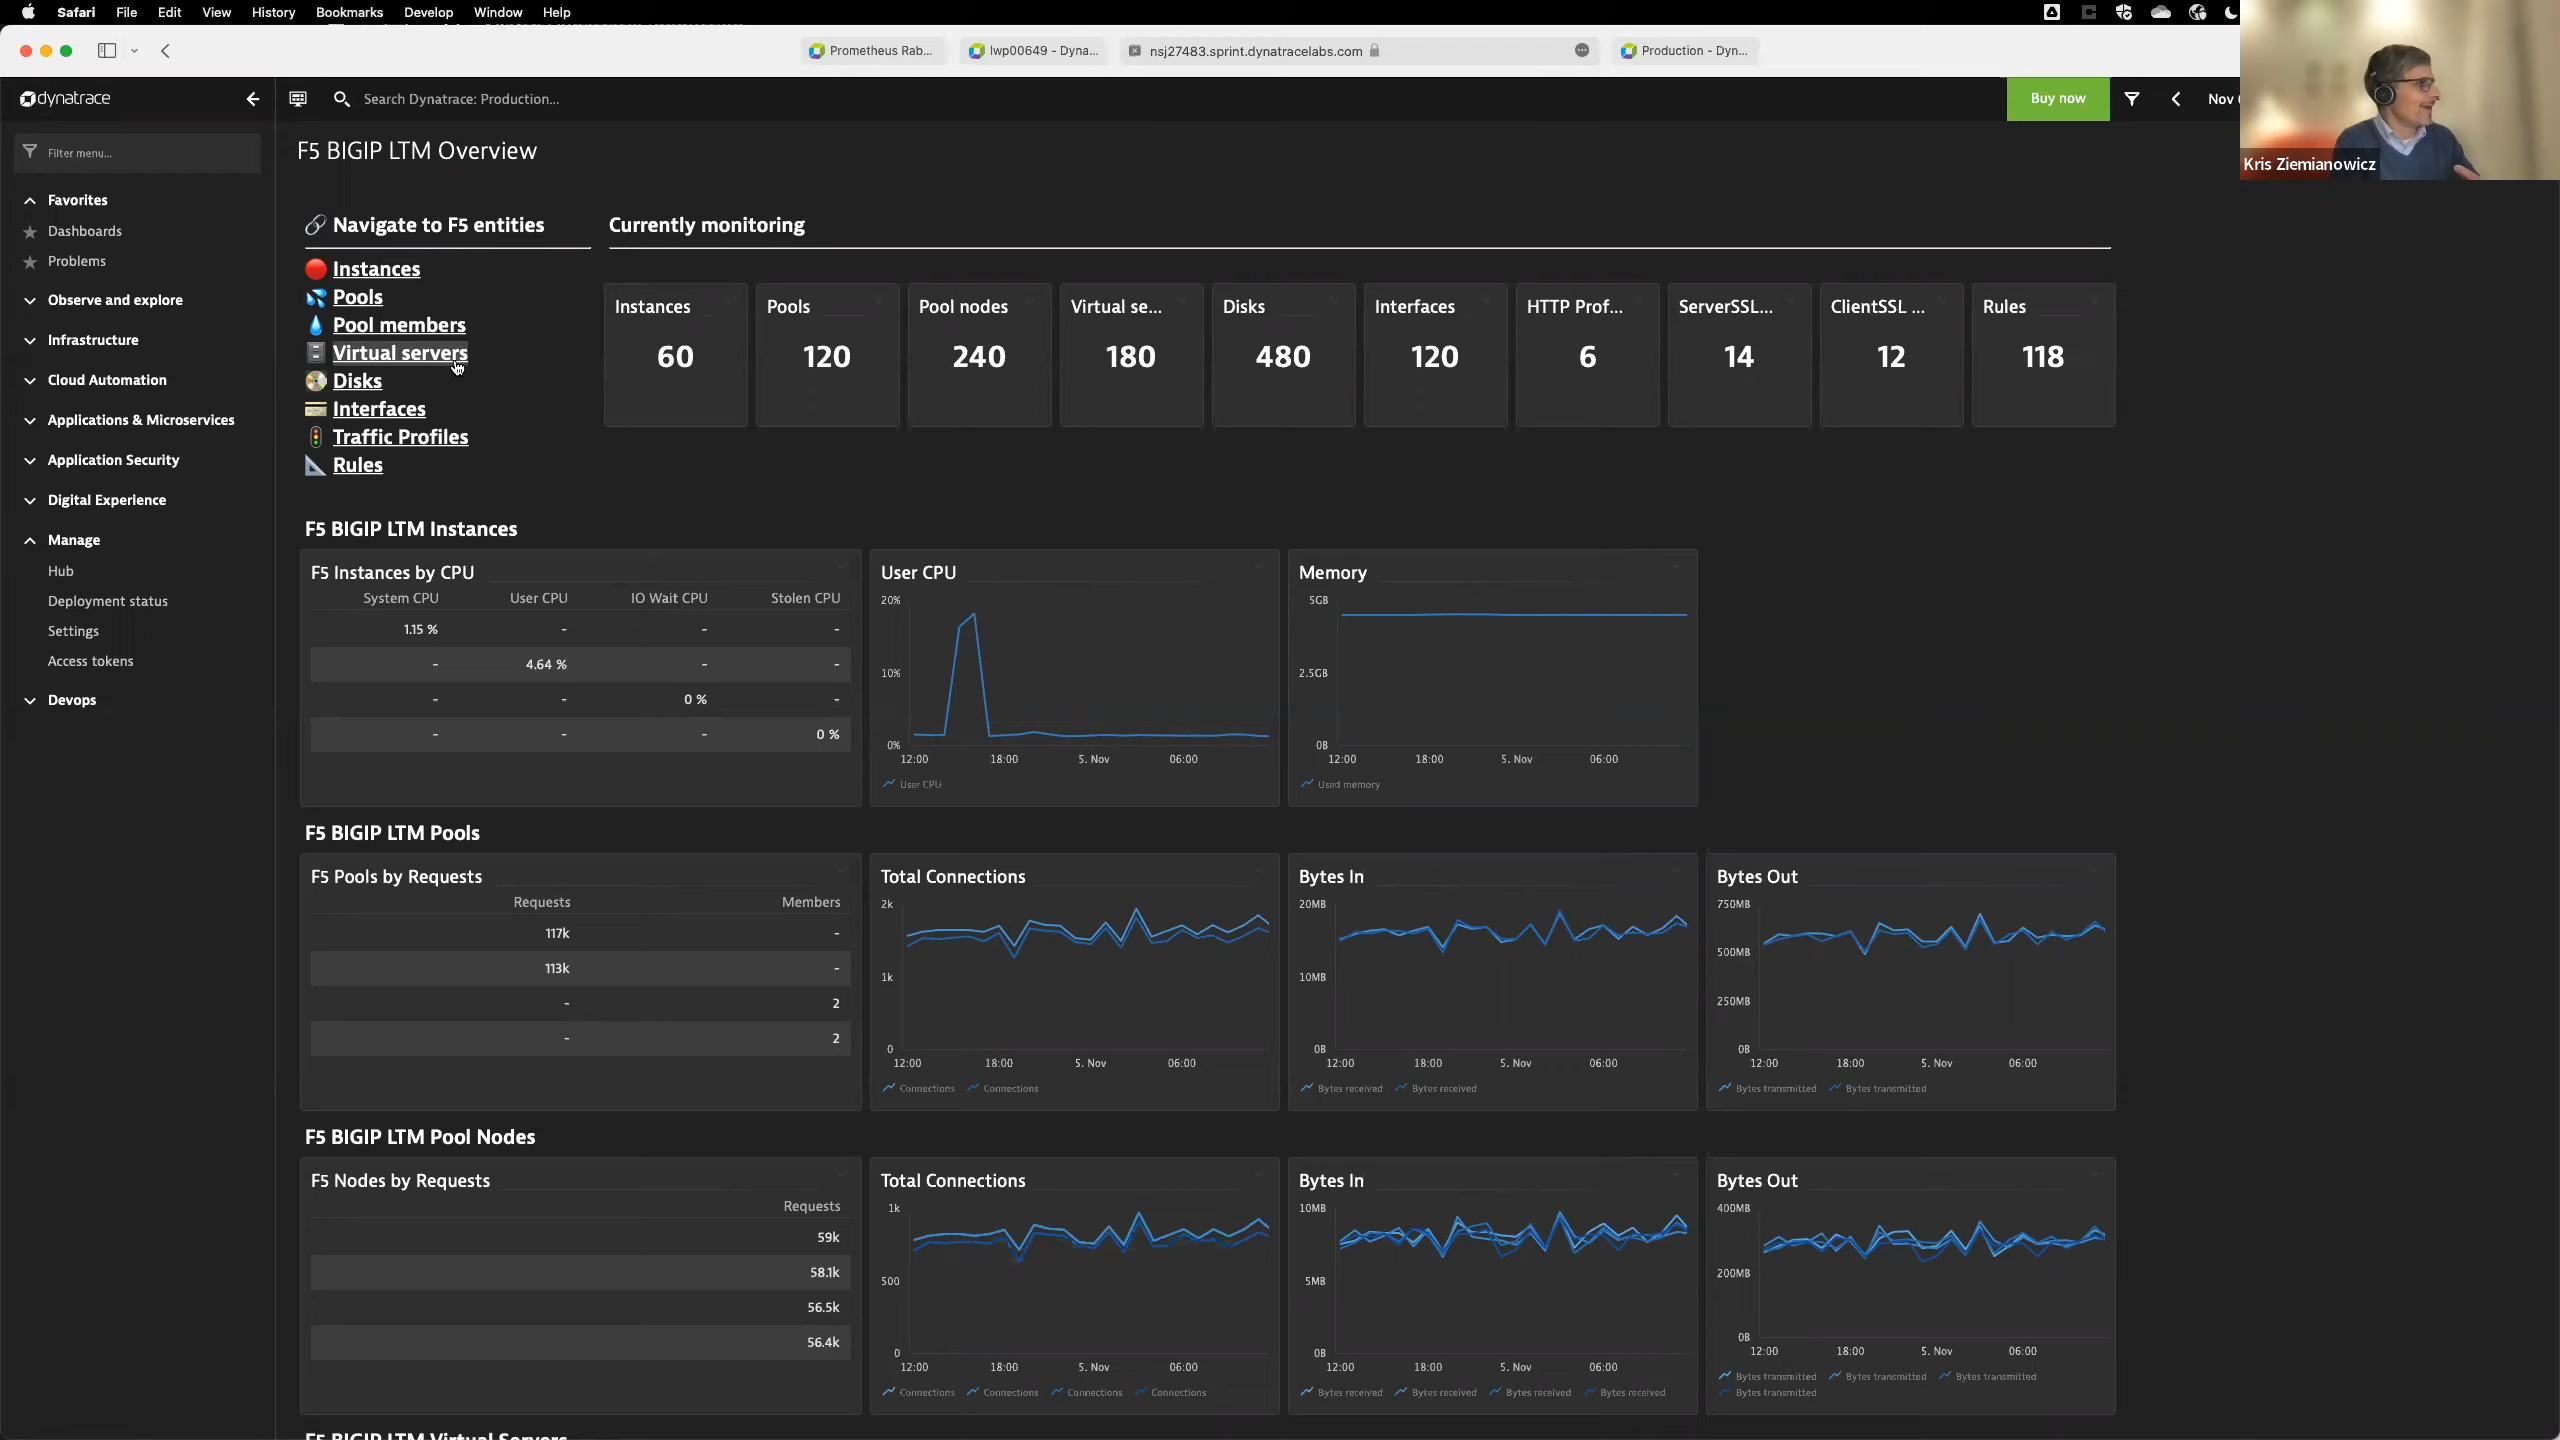 Safari File Edit View History Bookmarks Develop Window Help
Prometheus Rab...
lwp00649 - Dyna...
nsj27483.sprint.dynatracelabs.com
Production - Dyn...
dynatrace
Search Dynatrace: Production...
Buy now
Nov
Kris Ziemianowicz
Filter menu...
Favorites
Dashboards
Problems
Observe and explore
Infrastructure
Cloud Automation
Applications & Microservices
Application Security
Digital Experience
Manage
Hub
Deployment status
Settings
Access tokens
Devops
F5 BIGIP LTM Overview
Navigate to F5 entities
Instances
Pools
Pool members
Virtual servers
Disks
Interfaces
Traffic Profiles
Rules
Currently monitoring
Instances
60
Pools
120
Pool nodes
240
Virtual se...
180
Disks
480
Interfaces
120
HTTP Prof...
6
ServerSSL...
14
ClientSSL ...
12
Rules
118
F5 BIGIP LTM Instances
F5 Instances by CPU
System CPU User CPU IO Wait CPU Stolen CPU
1.15 % - - -
- 4.64 % - -
- - 0 % -
- - - 0 %
User CPU
20%
10%
0%
12:00 18:00 5. Nov 06:00
User CPU
Memory
5GB
2.5GB
0B
12:00 18:00 5. Nov 06:00
Used memory
F5 BIGIP LTM Pools
F5 Pools by Requests
Requests Members
117k -
113k -
- 2
- 2
Total Connections
2k
1k
0
12:00 18:00 5. Nov 06:00
Connections Connections
Bytes In
20MB
10MB
0B
12:00 18:00 5. Nov 06:00
Bytes received Bytes received
Bytes Out
750MB
500MB
250MB
0B
12:00 18:00 5. Nov 06:00
Bytes transmitted Bytes transmitted
F5 BIGIP LTM Pool Nodes
F5 Nodes by Requests
Requests
59k
58.1k
56.5k
56.4k
Total Connections
1k
500
0
12:00 18:00 5. Nov 06:00
Connections Connections Connections Connections
Bytes In
10MB
5MB
0B
12:00 18:00 5. Nov 06:00
Bytes received Bytes received Bytes received Bytes received
Bytes Out
400MB
200MB
0B
12:00 18:00 5. Nov 06:00
Bytes transmitted Bytes transmitted Bytes transmitted
Bytes transmitted
F5 BIGIP LTM Virtual Servers